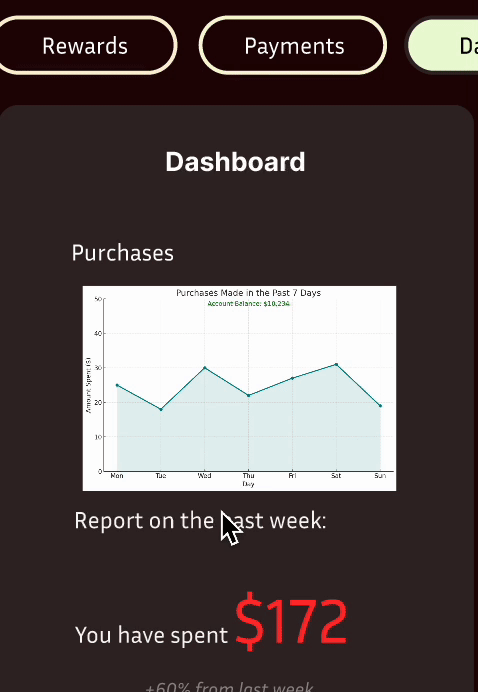 Rewards Payments Da
Dashboard
Purchases
Purchases Made in the Past 7 Days
Account Balance: $10,234
50
40
30
20
10
0
Amount Spent ($)
Mon Tue Wed Thu Fri Sat Sun
Day
Report on the last week:
You have spent $172
+60% from last week